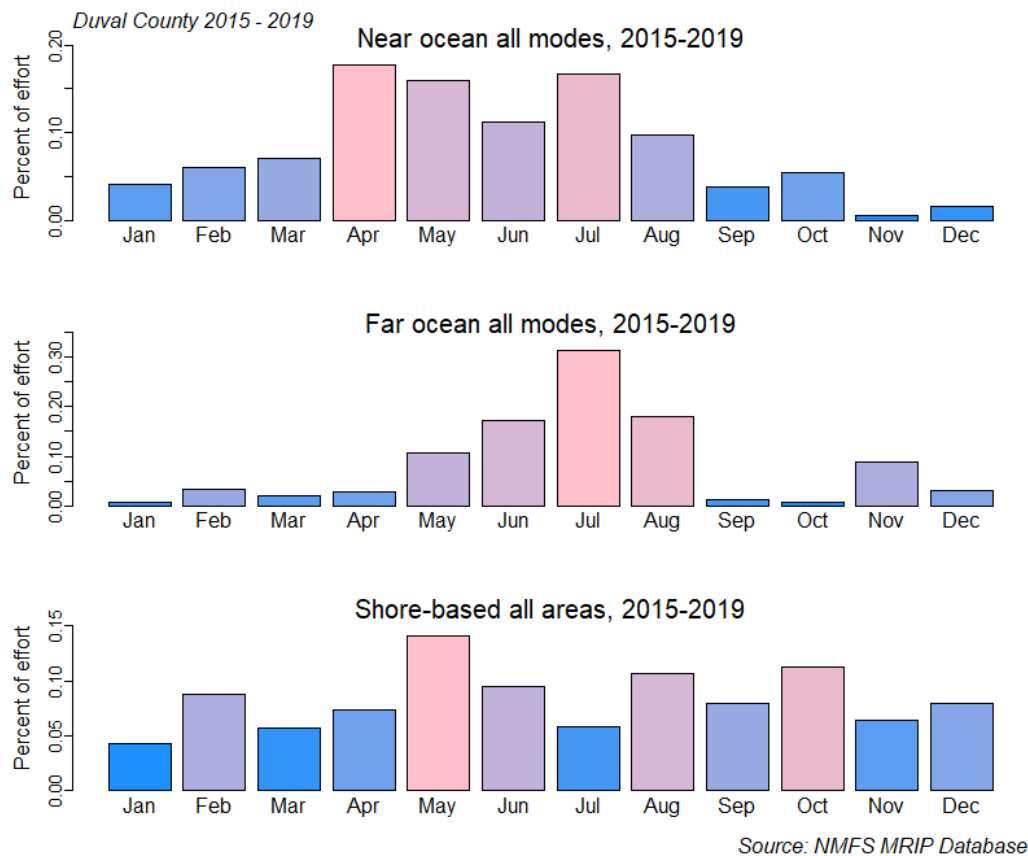 Duval County 2015 - 2019
Near ocean all modes, 2015-2019
Percent of effort
0.20
0.10
0.00
Jan Feb Mar Apr May Jun Jul Aug Sep Oct Nov Dec
Far ocean all modes, 2015-2019
Percent of effort
0.30
0.20
0.10
0.00
Jan Feb Mar Apr May Jun Jul Aug Sep Oct Nov Dec
Shore-based all areas, 2015-2019
Percent of effort
0.15
0.10
0.05
0.00
Jan Feb Mar Apr May Jun Jul Aug Sep Oct Nov Dec
Source: NMFS MRIP Database